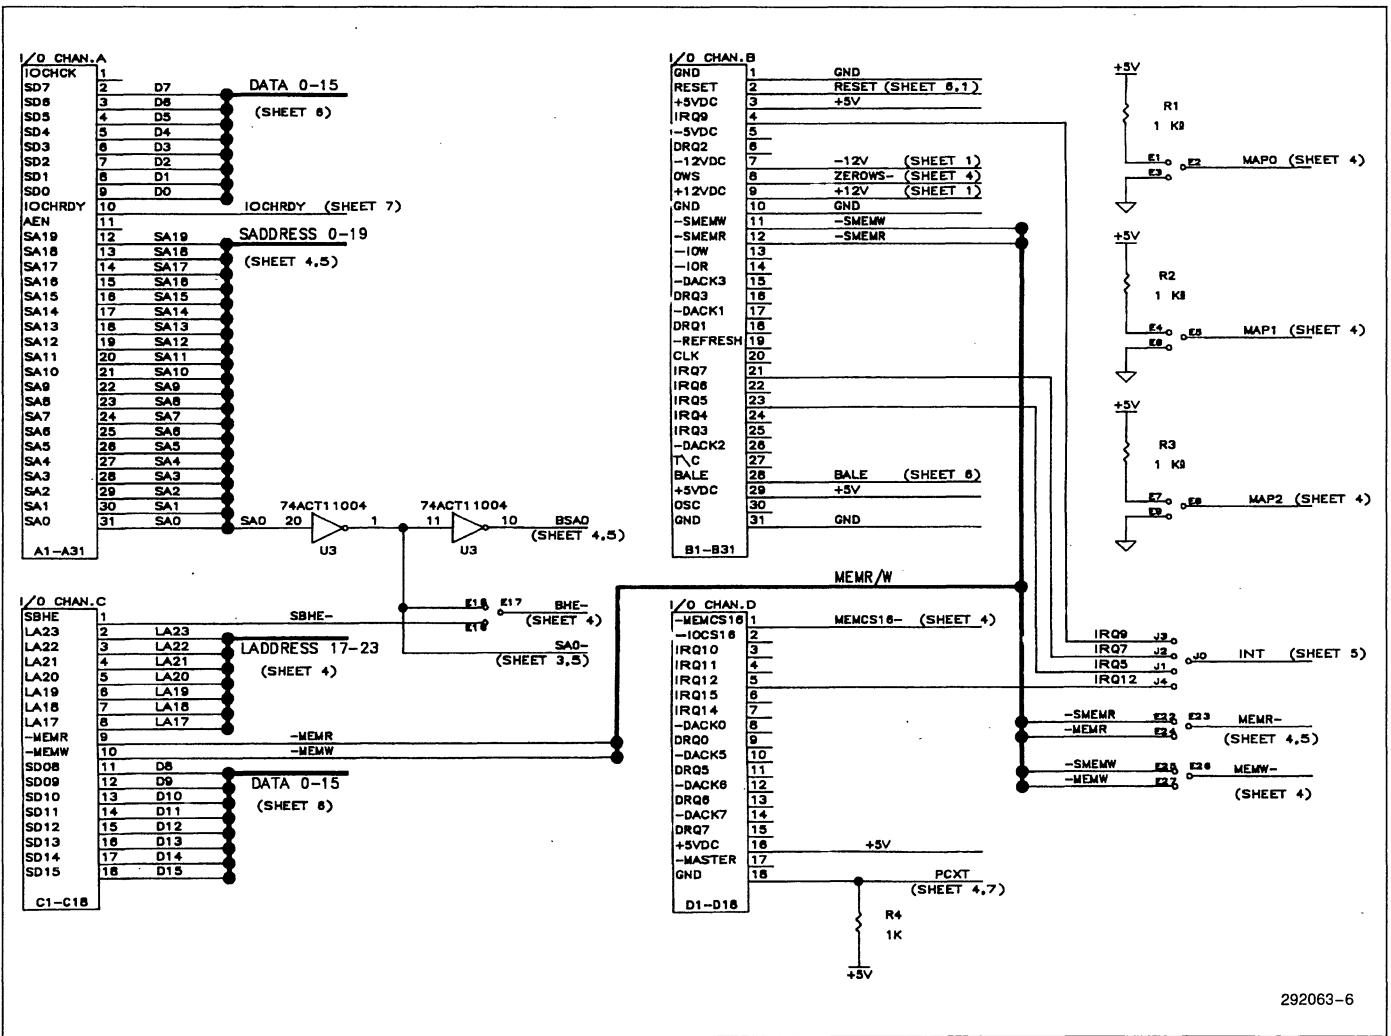 I/O CHAN.A
IOCHCK 1
SD7 2 D7 DATA 0-15
SD6 3 D6 (SHEET 6)
SD5 4 D5
SD4 5 D4
SD3 6 D3
SD2 7 D2
SD1 8 D1
SD0 9 D0
IOCHRDY 10 IOCHRDY (SHEET 7)
AEN 11
SA19 12 SA19 SADDRESS 0-19
SA18 13 SA18 (SHEET 4,5)
SA17 14 SA17
SA16 15 SA16
SA15 16 SA15
SA14 17 SA14
SA13 18 SA13
SA12 19 SA12
SA11 20 SA11
SA10 21 SA10
SA9 22 SA9
SA8 23 SA8
SA7 24 SA7
SA6 25 SA6
SA5 26 SA5
SA4 27 SA4
SA3 28 SA3
SA2 29 SA2
SA1 30 SA1
SA0 31 SA0
A1-A31
74ACT11004 74ACT11004
SA0 20 1 11 10 BSA0
U3 U3 (SHEET 4,5)
I/O CHAN.C
SBHE 1 SBHE-
LA23 2 LA23
LA22 3 LA22 LADDRESS 17-23
LA21 4 LA21 (SHEET 4)
LA20 5 LA20
LA19 6 LA19
LA18 7 LA18
LA17 8 LA17
-MEMR 9 -MEMR
-MEMW 10 -MEMW
SD08 11 D8
SD09 12 D9 DATA 0-15
SD10 13 D10 (SHEET 6)
SD11 14 D11
SD12 15 D12
SD13 16 D13
SD14 17 D14
SD15 18 D15
C1-C18
E17 BHE-
(SHEET 4)
SA0-
(SHEET 3,5)
I/O CHAN.B
GND 1 GND
RESET 2 RESET (SHEET 6,1)
+5VDC 3 +5V
IRQ9 4
-5VDC 5
DRQ2 6
-12VDC 7 -12V (SHEET 1)
OWS 8 ZEROWS- (SHEET 4)
+12VDC 9 +12V (SHEET 1)
GND 10 GND
-SMEMW 11 -SMEMW
-SMEMR 12 -SMEMR
-IOW 13
-IOR 14
-DACK3 15
DRQ3 16
-DACK1 17
DRQ1 18
-REFRESH 19
CLK 20
IRQ7 21
IRQ6 22
IRQ5 23
IRQ4 24
IRQ3 25
-DACK2 26
T\C 27
BALE 28 BALE (SHEET 6)
+5VDC 29 +5V
OSC 30
GND 31 GND
B1-B31
MEMR/W
I/O CHAN.D
-MEMCS16 1 MEMCS16- (SHEET 4)
-IOCS16 2
IRQ10 3
IRQ11 4
IRQ12 5
IRQ15 6
IRQ14 7
-DACK0 8
DRQ0 9
-DACK5 10
DRQ5 11
-DACK6 12
DRQ6 13
-DACK7 14
DRQ7 15
+5VDC 16 +5V
-MASTER 17
GND 18 PCXT
(SHEET 4,7)
D1-D18
R4
1K
+5V
+5V
R1
1 KΩ
E1 E2 MAP0 (SHEET 4)
E3
+5V
R2
1 KΩ
E4 E5 MAP1 (SHEET 4)
E6
+5V
R3
1 KΩ
E7 E8 MAP2 (SHEET 4)
E9
IRQ9 J3
IRQ7 J2
J0 INT (SHEET 5)
IRQ5 J1
IRQ12 J4
-SMEMR E22 E23 MEMR-
-MEMR E24 (SHEET 4,5)
-SMEMW E25 E26 MEMW-
-MEMW E27 (SHEET 4)
292063-6